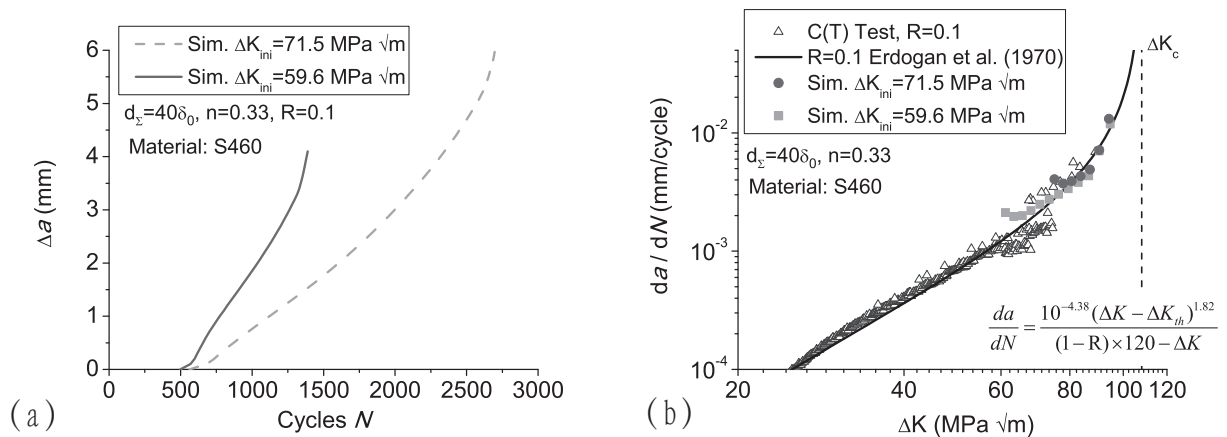 Sim. ΔK_ini=71.5 MPa √m
Sim. ΔK_ini=59.6 MPa √m
d_Σ=40δ_0, n=0.33, R=0.1
Material: S460
Δa (mm)
6
5
4
3
2
1
0
0 500 1000 1500 2000 2500 3000
Cycles N
(a)
C(T) Test, R=0.1
R=0.1 Erdogan et al. (1970)
Sim. ΔK_ini=71.5 MPa √m
Sim. ΔK_ini=59.6 MPa √m
ΔK_c
d_Σ=40δ_0, n=0.33
Material: S460
da / dN (mm/cycle)
10^-2
10^-3
10^-4
da/dN = 10^-4.38 (ΔK − ΔK_th)^1.82 / (1−R)×120−ΔK
20 40 60 80 100 120
ΔK (MPa √m)
(b)